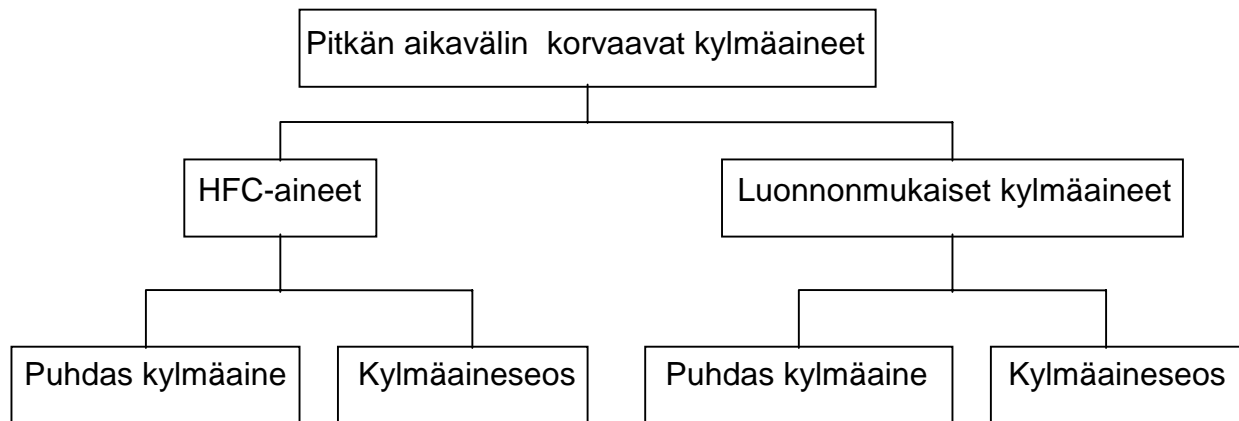 Pitkän aikavälin korvaavat kylmäaineet
HFC-aineet
Luonnonmukaiset kylmäaineet
Puhdas kylmäaine
Kylmäaineseos
Puhdas kylmäaine
Kylmäaineseos